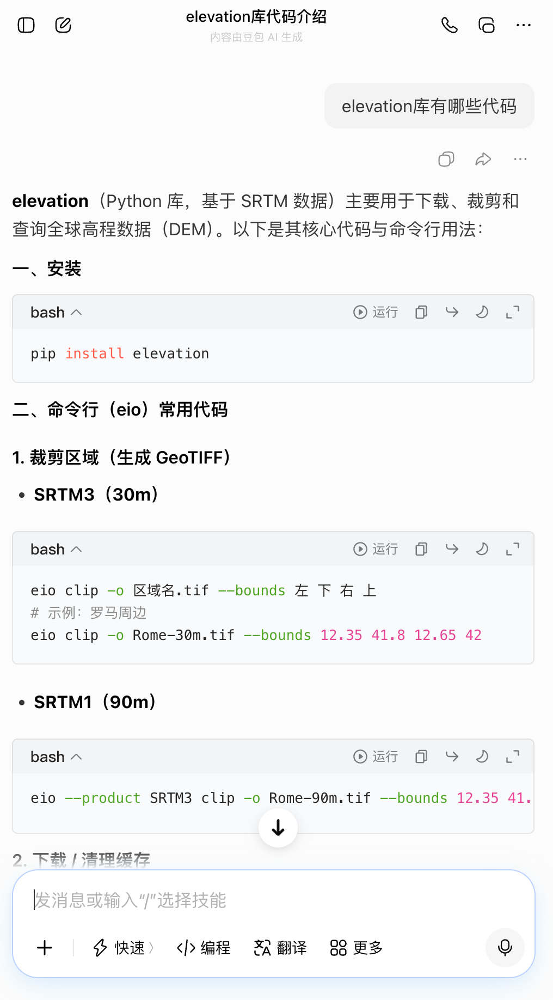 elevation库代码介绍
内容由豆包 AI 生成
elevation库有哪些代码
elevation（Python 库，基于 SRTM 数据）主要用于下载、裁剪和
查询全球高程数据（DEM）。以下是其核心代码与命令行用法：
一、安装
bash
运行
pip install elevation
二、命令行（eio）常用代码
1. 裁剪区域（生成 GeoTIFF）
• SRTM3（30m）
bash
运行
eio clip -o 区域名.tif --bounds 左 下 右 上
# 示例：罗马周边
eio clip -o Rome-30m.tif --bounds 12.35 41.8 12.65 42
• SRTM1（90m）
bash
运行
eio --product SRTM3 clip -o Rome-90m.tif --bounds 12.35 41.
2. 下载 / 清理缓存
发消息或输入“/”选择技能
快速
编程
翻译
更多